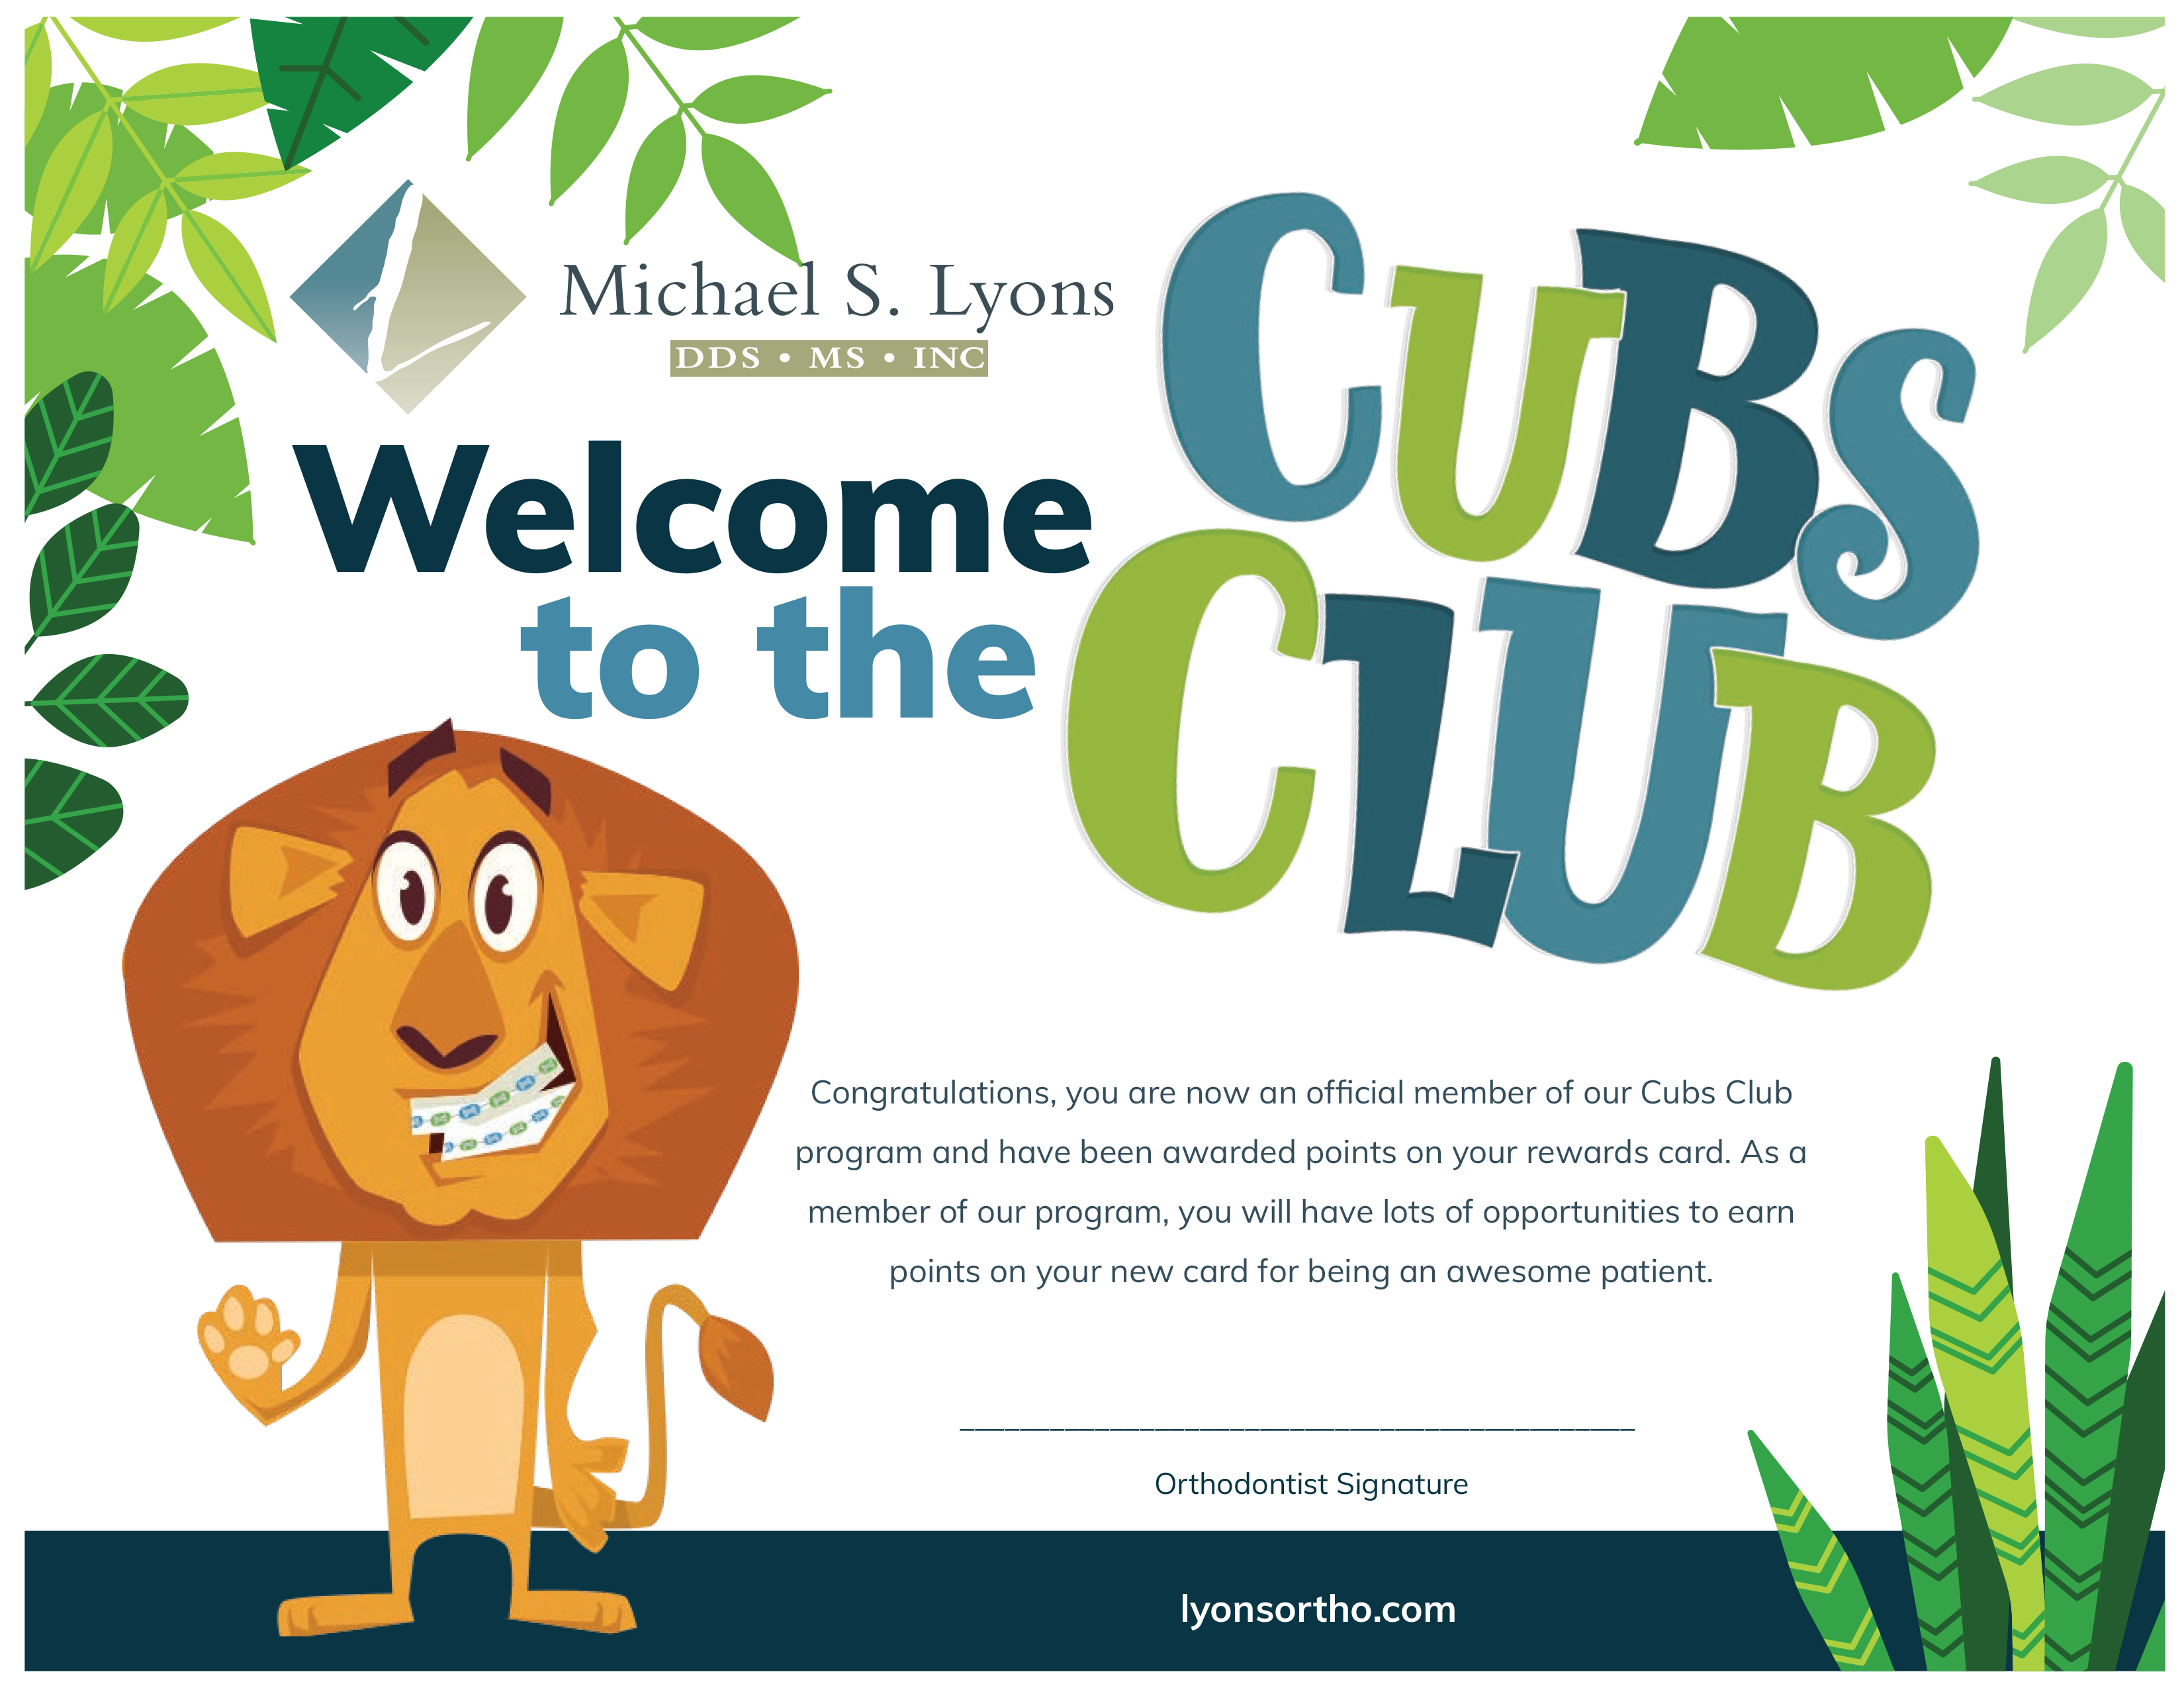 Michael S. Lyons
DDS • MS • INC
Welcome
to the
CUBS
CLUB
Congratulations, you are now an official member of our Cubs Club
program and have been awarded points on your rewards card. As a
member of our program, you will have lots of opportunities to earn
points on your new card for being an awesome patient.
Orthodontist Signature
lyonsortho.com